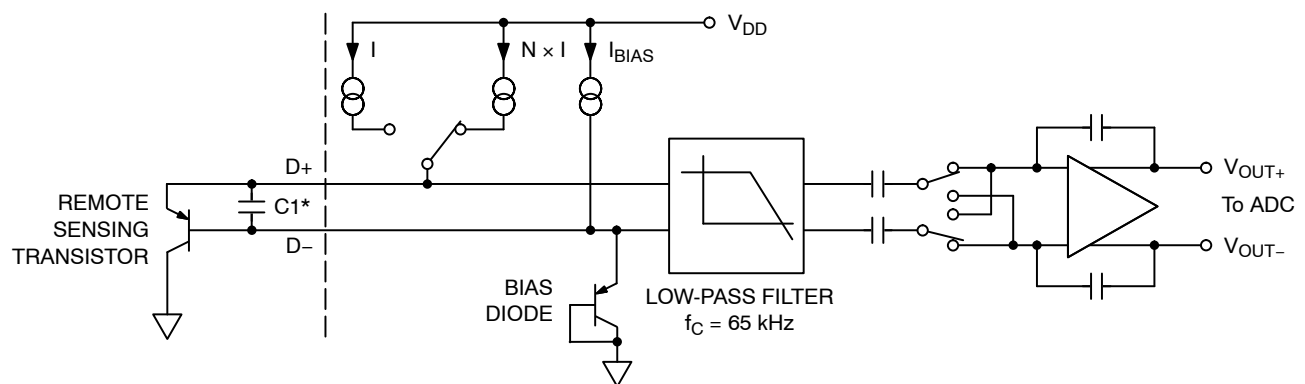 V_DD
I
N × I
I_BIAS
D+
REMOTE
SENSING
TRANSISTOR
C1*
D−
BIAS
DIODE
LOW-PASS FILTER
f_C = 65 kHz
V_OUT+
To ADC
V_OUT−